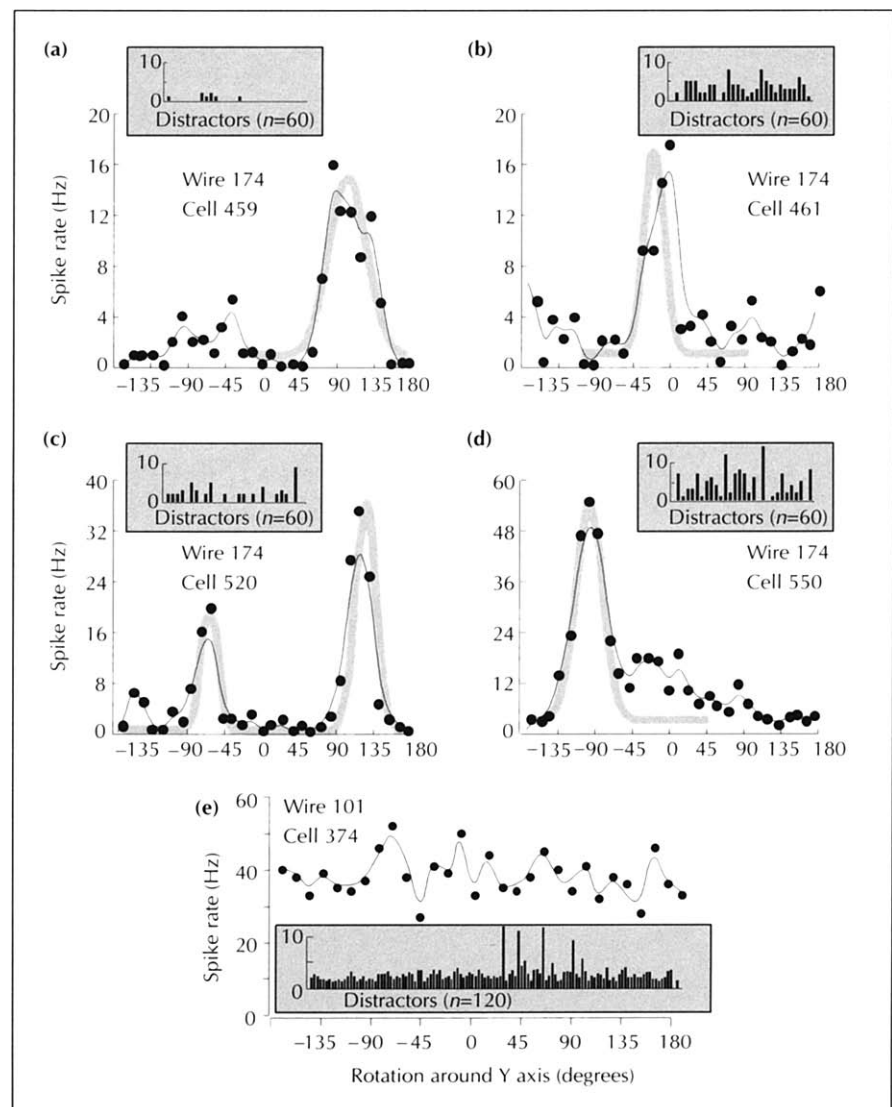 (a)
10
0
Distractors (n=60)
20
16
12
8
4
0
Spike rate (Hz)
Wire 174
Cell 459
−135 −90 −45 0 45 90 135 180
(b)
10
0
Distractors (n=60)
20
16
12
8
4
0
Wire 174
Cell 461
−135 −90 −45 0 45 90 135 180
(c)
10
0
Distractors (n=60)
40
32
24
16
8
0
Spike rate (Hz)
Wire 174
Cell 520
−135 −90 −45 0 45 90 135 180
(d)
10
0
Distractors (n=60)
60
48
36
24
12
0
Wire 174
Cell 550
−135 −90 −45 0 45 90 135 180
(e)
Wire 101
Cell 374
60
50
40
20
10
0
Spike rate (Hz)
10
0
Distractors (n=120)
−135 −90 −45 0 45 90 135 180
Rotation around Y axis (degrees)